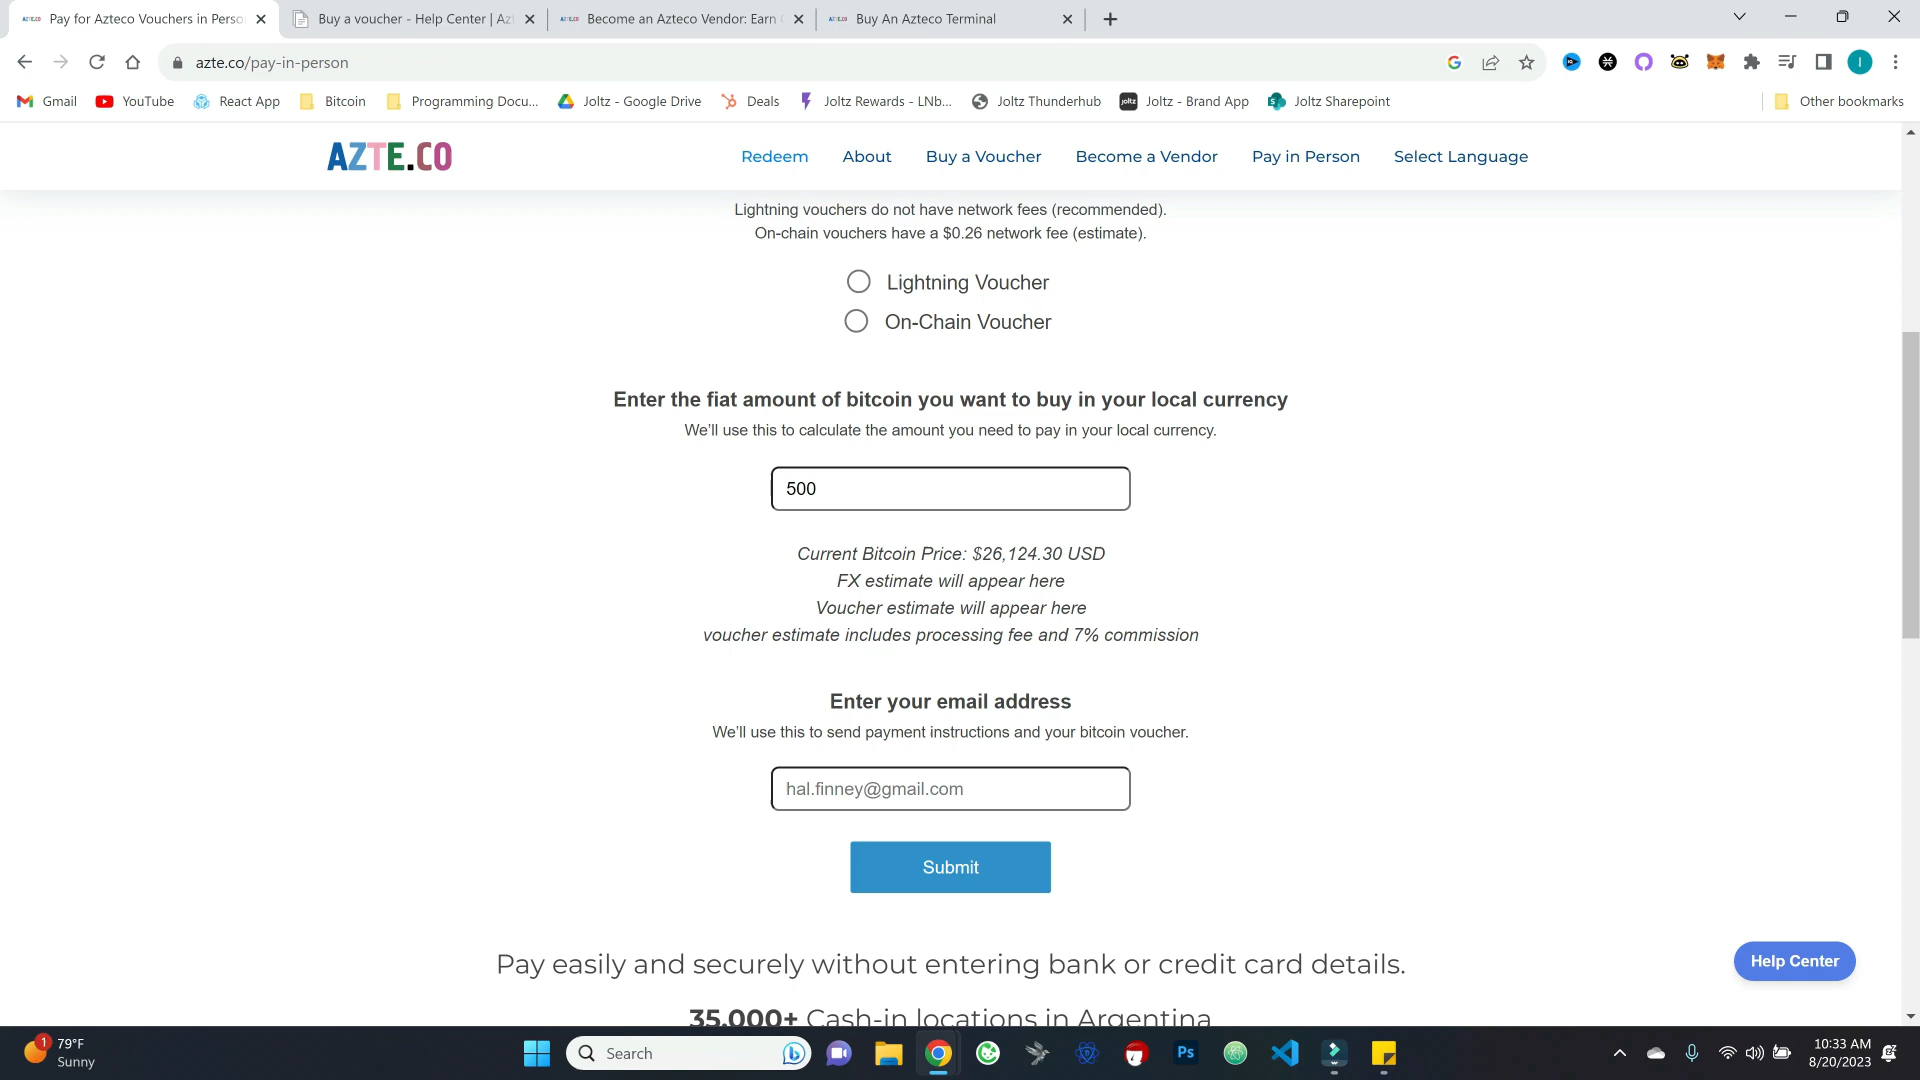 Pay for Azteco Vouchers in Perso
Buy a voucher - Help Center | Az
Become an Azteco Vendor: Earn
Buy An Azteco Terminal
azte.co/pay-in-person
Gmail
YouTube
React App
Bitcoin
Programming Docu...
Joltz - Google Drive
Deals
Joltz Rewards - LNb...
Joltz Thunderhub
Joltz - Brand App
Joltz Sharepoint
Other bookmarks
AZTE.CO
Redeem
About
Buy a Voucher
Become a Vendor
Pay in Person
Select Language
Lightning vouchers do not have network fees (recommended).
On-chain vouchers have a $0.26 network fee (estimate).
Lightning Voucher
On-Chain Voucher
Enter the fiat amount of bitcoin you want to buy in your local currency
We'll use this to calculate the amount you need to pay in your local currency.
500
Current Bitcoin Price: $26,124.30 USD
FX estimate will appear here
Voucher estimate will appear here
voucher estimate includes processing fee and 7% commission
Enter your email address
We'll use this to send payment instructions and your bitcoin voucher.
hal.finney@gmail.com
Submit
Pay easily and securely without entering bank or credit card details.
Help Center
35,000+ Cash-in locations in Argentina
1
79°F
Sunny
Search
Ps
10:33 AM
8/20/2023